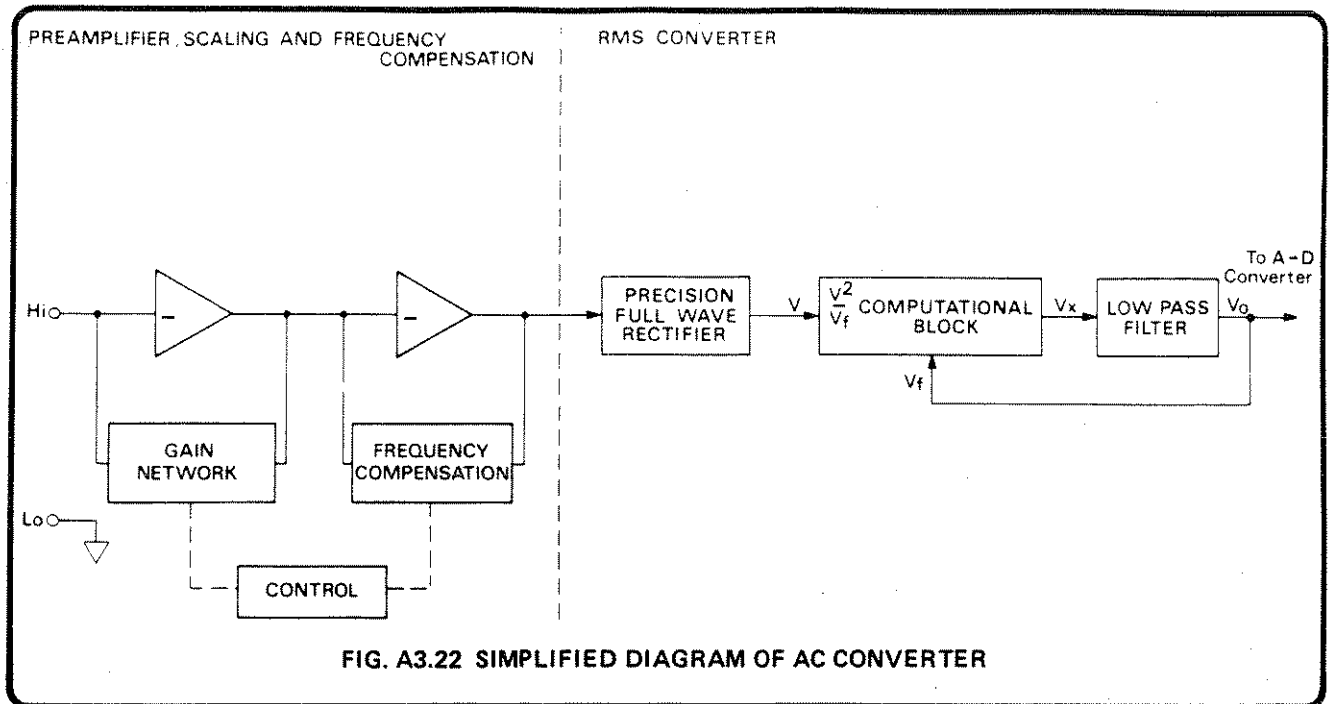 PREAMPLIFIER, SCALING AND FREQUENCY
COMPENSATION
RMS CONVERTER
Hi
−
−
GAIN
NETWORK
FREQUENCY
COMPENSATION
Lo
CONTROL
PRECISION
FULL WAVE
RECTIFIER
V
V²
Vf
COMPUTATIONAL
BLOCK
Vf
Vx
LOW PASS
FILTER
Vo
To A-D
Converter
FIG. A3.22 SIMPLIFIED DIAGRAM OF AC CONVERTER